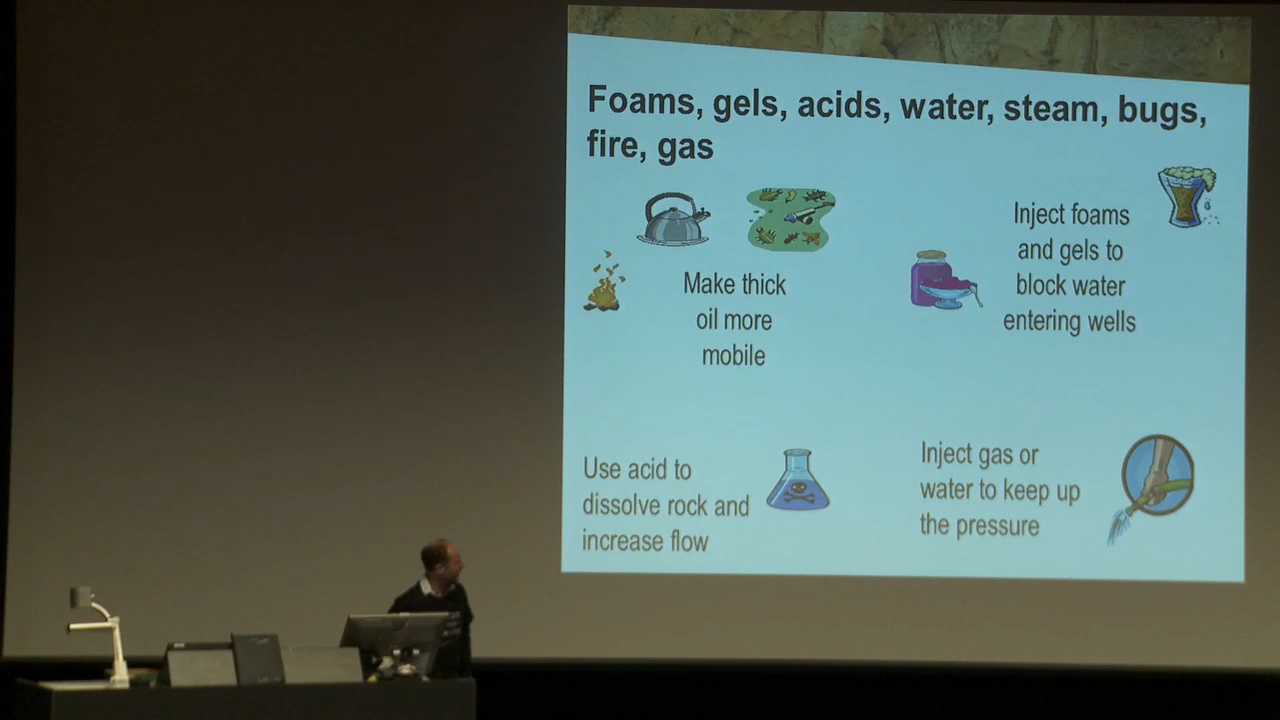 Foams, gels, acids, water, steam, bugs,
fire, gas
Make thick
oil more
mobile
Inject foams
and gels to
block water
entering wells
Use acid to
dissolve rock and
increase flow
Inject gas or
water to keep up
the pressure